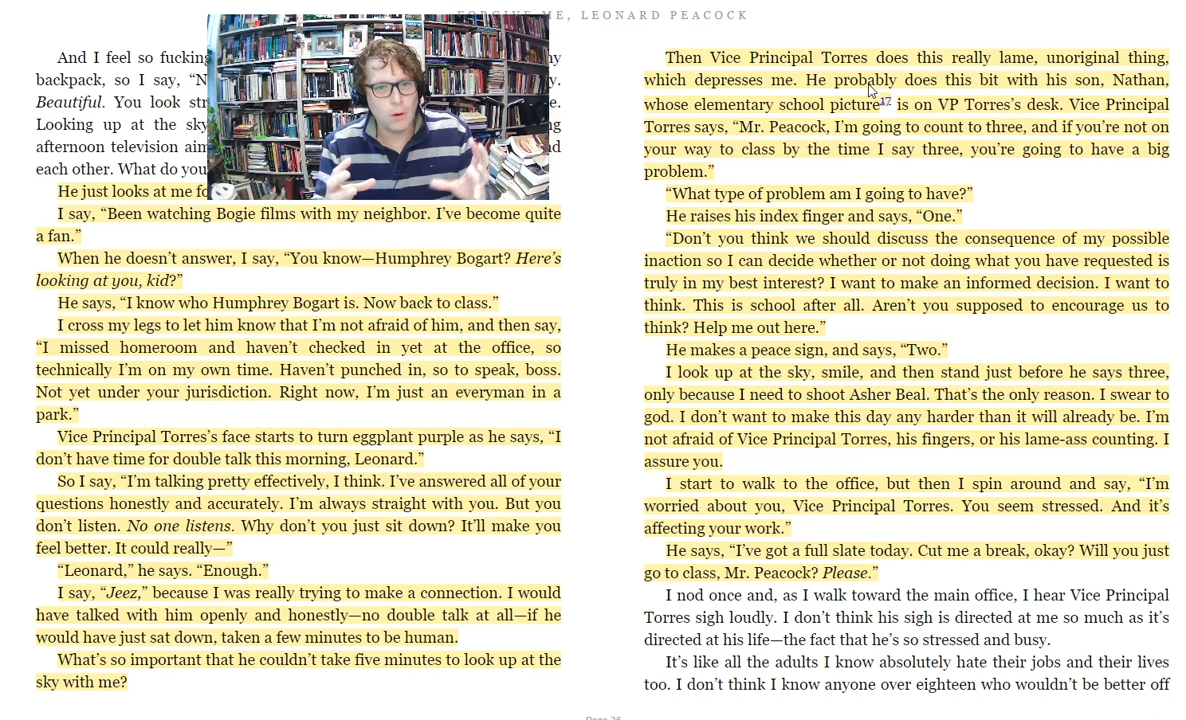 FORGIVE ME, LEONARD PEACOCK
And I feel so fucking
backpack, so I say, “N
Beautiful. You look str
Looking up at the sky
afternoon television aim
each other. What do you
He just looks at me fo
I say, “Been watching Bogie films with my neighbor. I’ve become quite
a fan.”
When he doesn’t answer, I say, “You know—Humphrey Bogart? Here’s
looking at you, kid?”
He says, “I know who Humphrey Bogart is. Now back to class.”
I cross my legs to let him know that I’m not afraid of him, and then say,
“I missed homeroom and haven’t checked in yet at the office, so
technically I’m on my own time. Haven’t punched in, so to speak, boss.
Not yet under your jurisdiction. Right now, I’m just an everyman in a
park.”
Vice Principal Torres’s face starts to turn eggplant purple as he says, “I
don’t have time for double talk this morning, Leonard.”
So I say, “I’m talking pretty effectively, I think. I’ve answered all of your
questions honestly and accurately. I’m always straight with you. But you
don’t listen. No one listens. Why don’t you just sit down? It’ll make you
feel better. It could really—”
“Leonard,” he says. “Enough.”
I say, “Jeez,” because I was really trying to make a connection. I would
have talked with him openly and honestly—no double talk at all—if he
would have just sat down, taken a few minutes to be human.
What’s so important that he couldn’t take five minutes to look up at the
sky with me?
Then Vice Principal Torres does this really lame, unoriginal thing,
which depresses me. He probably does this bit with his son, Nathan,
whose elementary school picture17 is on VP Torres’s desk. Vice Principal
Torres says, “Mr. Peacock, I’m going to count to three, and if you’re not on
your way to class by the time I say three, you’re going to have a big
problem.”
“What type of problem am I going to have?”
He raises his index finger and says, “One.”
“Don’t you think we should discuss the consequence of my possible
inaction so I can decide whether or not doing what you have requested is
truly in my best interest? I want to make an informed decision. I want to
think. This is school after all. Aren’t you supposed to encourage us to
think? Help me out here.”
He makes a peace sign, and says, “Two.”
I look up at the sky, smile, and then stand just before he says three,
only because I need to shoot Asher Beal. That’s the only reason. I swear to
god. I don’t want to make this day any harder than it will already be. I’m
not afraid of Vice Principal Torres, his fingers, or his lame-ass counting. I
assure you.
I start to walk to the office, but then I spin around and say, “I’m
worried about you, Vice Principal Torres. You seem stressed. And it’s
affecting your work.”
He says, “I’ve got a full slate today. Cut me a break, okay? Will you just
go to class, Mr. Peacock? Please.”
I nod once and, as I walk toward the main office, I hear Vice Principal
Torres sigh loudly. I don’t think his sigh is directed at me so much as it’s
directed at his life—the fact that he’s so stressed and busy.
It’s like all the adults I know absolutely hate their jobs and their lives
too. I don’t think I know anyone over eighteen who wouldn’t be better off